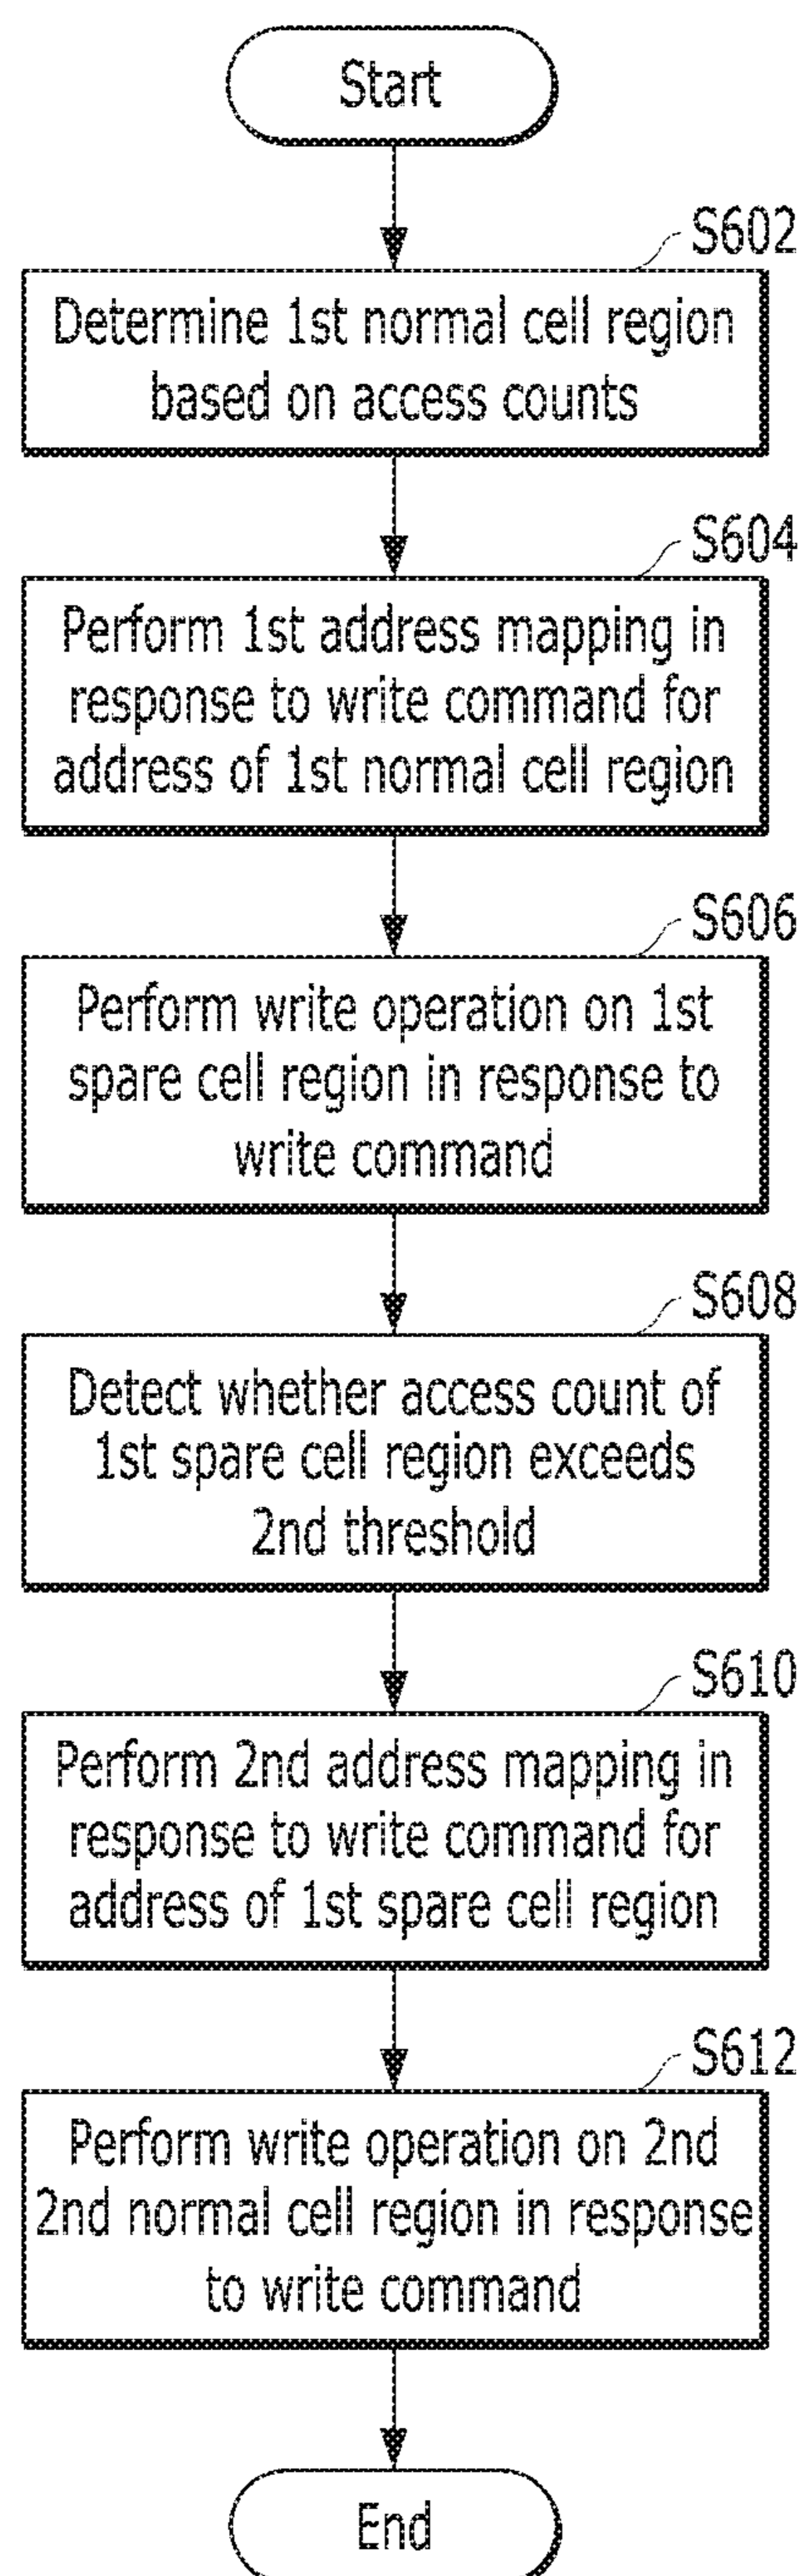 Start
S602
Determine 1st normal cell region
based on access counts
S604
Perform 1st address mapping in
response to write command for
address of 1st normal cell region
S606
Perform write operation on 1st
spare cell region in response to
write command
S608
Detect whether access count of
1st spare cell region exceeds
2nd threshold
S610
Perform 2nd address mapping in
response to write command for
address of 1st spare cell region
S612
Perform write operation on 2nd
2nd normal cell region in response
to write command
End